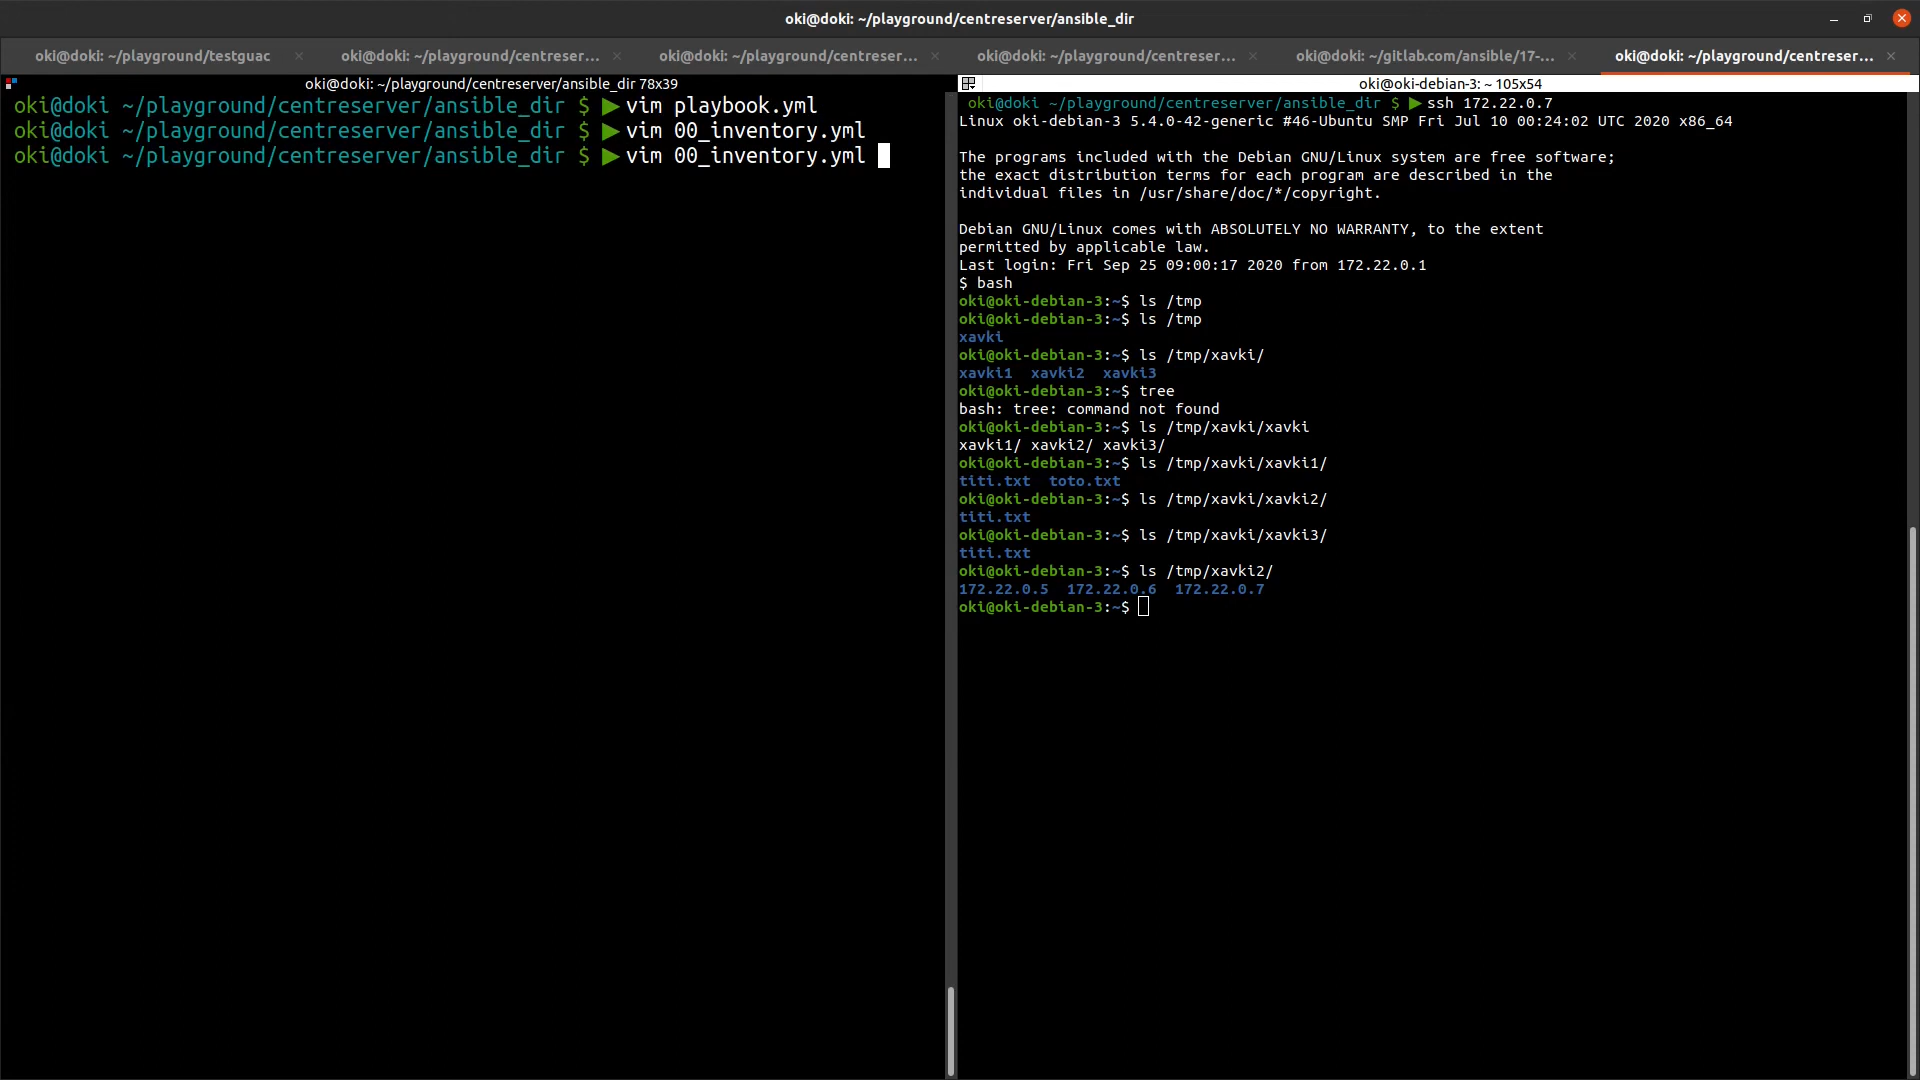 oki@doki: ~/playground/centreserver/ansible_dir
oki@doki: ~/playground/testguac
oki@doki: ~/playground/centreser...
oki@doki: ~/playground/centreser...
oki@doki: ~/playground/centreser...
oki@doki: ~/gitlab.com/ansible/17-...
oki@doki: ~/playground/centreser...
oki@doki: ~/playground/centreserver/ansible_dir 78x39
oki@doki ~/playground/centreserver/ansible_dir $ ▶vim playbook.yml
oki@doki ~/playground/centreserver/ansible_dir $ ▶vim 00_inventory.yml
oki@doki ~/playground/centreserver/ansible_dir $ ▶vim 00_inventory.yml
oki@oki-debian-3: ~ 105x54
oki@doki ~/playground/centreserver/ansible_dir $ ▶ssh 172.22.0.7
Linux oki-debian-3 5.4.0-42-generic #46-Ubuntu SMP Fri Jul 10 00:24:02 UTC 2020 x86_64
The programs included with the Debian GNU/Linux system are free software;
the exact distribution terms for each program are described in the
individual files in /usr/share/doc/*/copyright.
Debian GNU/Linux comes with ABSOLUTELY NO WARRANTY, to the extent
permitted by applicable law.
Last login: Fri Sep 25 09:00:17 2020 from 172.22.0.1
$ bash
oki@oki-debian-3:~$ ls /tmp
oki@oki-debian-3:~$ ls /tmp
xavki
oki@oki-debian-3:~$ ls /tmp/xavki/
xavki1  xavki2  xavki3
oki@oki-debian-3:~$ tree
bash: tree: command not found
oki@oki-debian-3:~$ ls /tmp/xavki/xavki
xavki1/ xavki2/ xavki3/
oki@oki-debian-3:~$ ls /tmp/xavki/xavki1/
titi.txt  toto.txt
oki@oki-debian-3:~$ ls /tmp/xavki/xavki2/
titi.txt
oki@oki-debian-3:~$ ls /tmp/xavki/xavki3/
titi.txt
oki@oki-debian-3:~$ ls /tmp/xavki2/
172.22.0.5  172.22.0.6  172.22.0.7
oki@oki-debian-3:~$